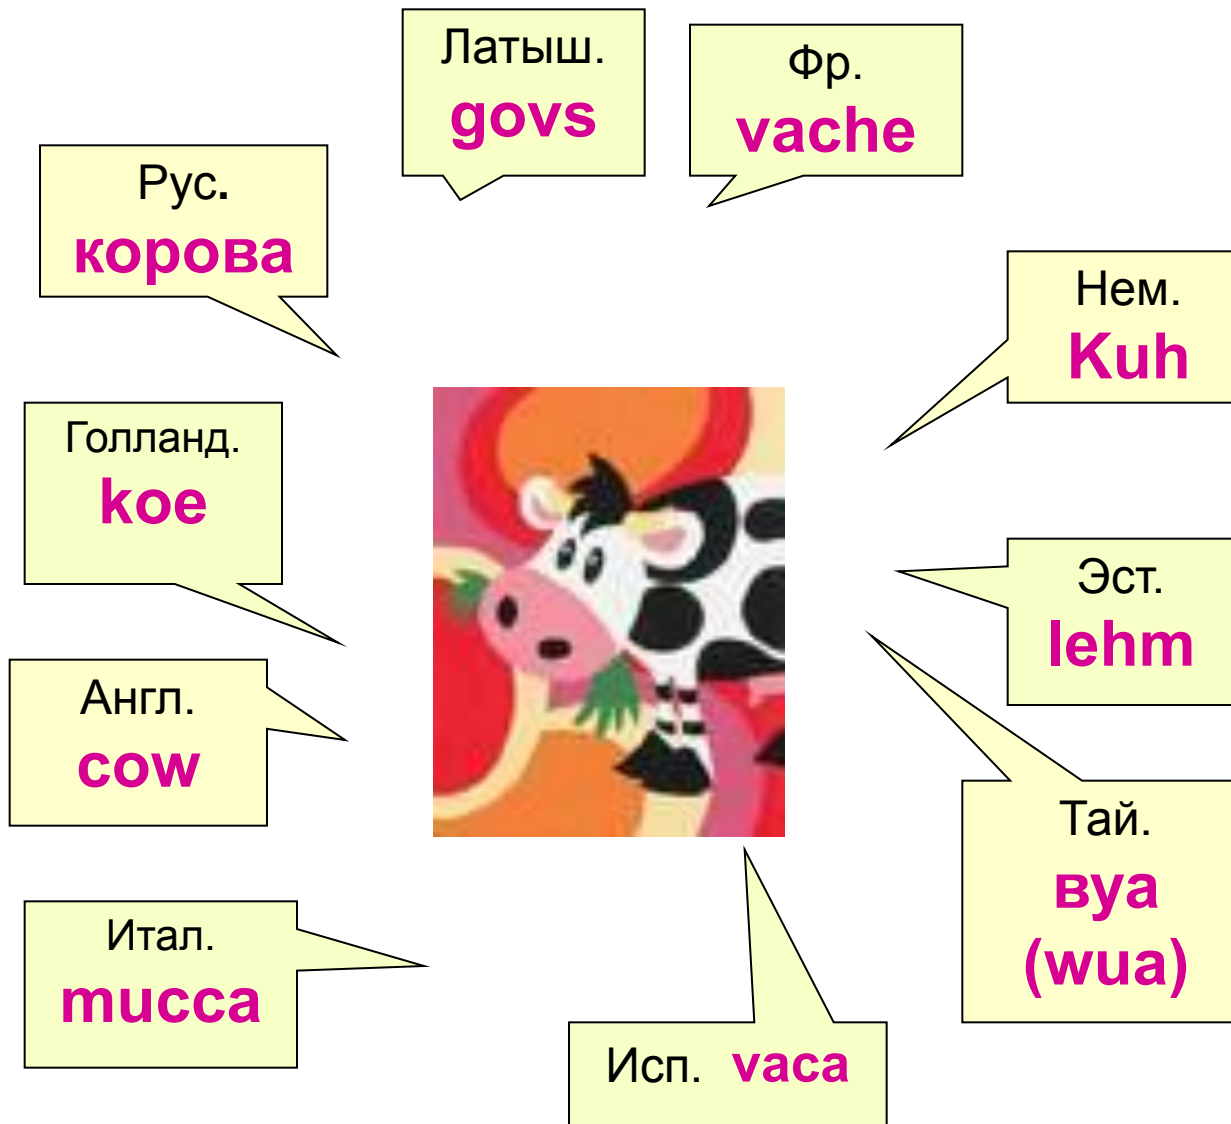 Латыш.
govs
Фр.
vache
Рус.
корова
Нем.
Kuh
Голланд.
koe
Эст.
lehm
Англ.
cow
Тай.
вуа
(wua)
Итал.
mucca
Исп. vaca